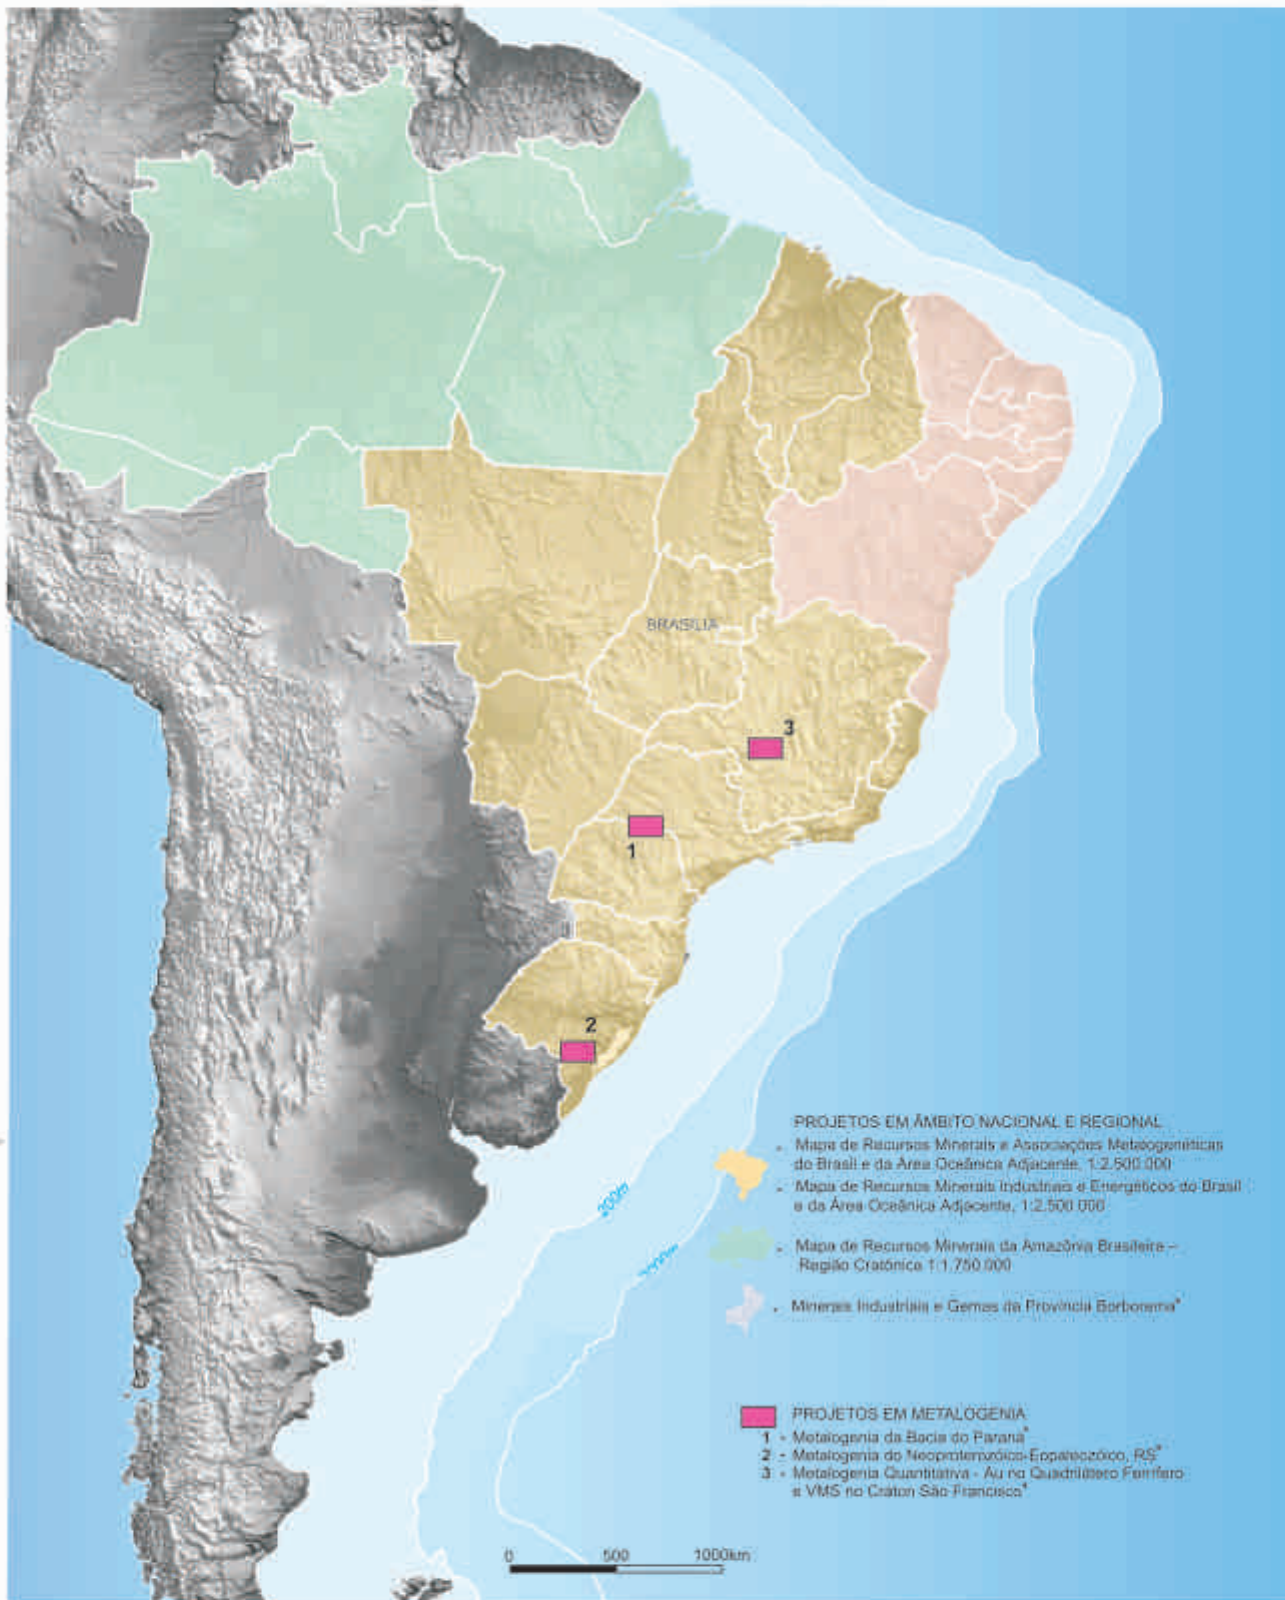 BRASÍLIA
3
1
2
PROJETOS EM ÂMBITO NACIONAL E REGIONAL
- Mapa de Recursos Minerais e Associações Metalogenéticas
do Brasil e da Área Oceânica Adjacente, 1:2.500.000
- Mapa de Recursos Minerais Industriais e Energéticos do Brasil
e da Área Oceânica Adjacente, 1:2.500.000
200m
- Mapa de Recursos Minerais da Amazônia Brasileira –
Região Cratônica 1:1.750.000
- Minerais Industriais e Gemas da Província Borborema*
PROJETOS EM METALOGENIA
1 - Metalogenia da Bacia do Paraná*
2 - Metalogenia do Neoproterozóico-Eopaleozóico, RS*
3 - Metalogenia Quantitativa - Au no Quadrilátero Ferrífero
e VMS no Cráton São Francisco*
0 500 1000km